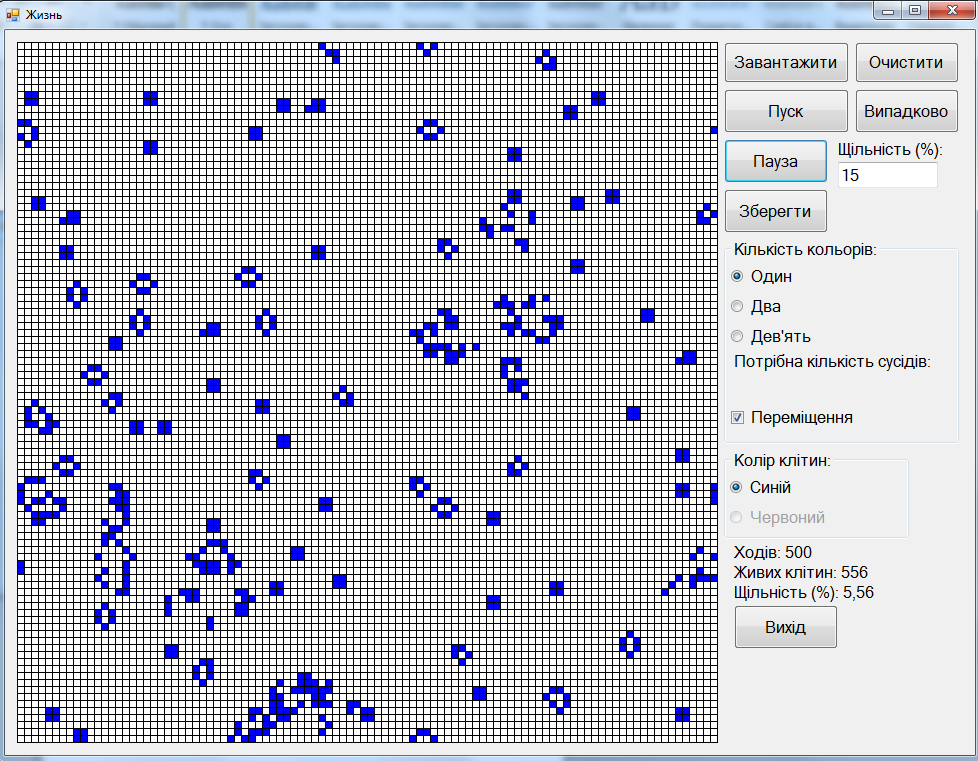 Жизнь
Завантажити
Очистити
Пуск
Випадково
Пауза
Щільність (%):
15
Зберегти
Кількість кольорів:
Один
Два
Дев'ять
Потрібна кількість сусідів:
Переміщення
Колір клітин:
Синій
Червоний
Ходів: 500
Живих клітин: 556
Щільність (%): 5,56
Вихід